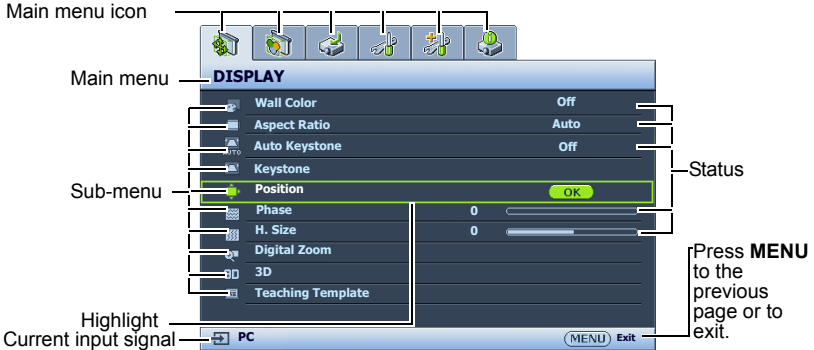 Main menu icon
Main menu
DISPLAY
Wall Color Off
Aspect Ratio Auto
AUTO Auto Keystone Off
Keystone
Status
Sub-menu
Position OK
Phase 0
H. Size 0
Digital Zoom
3D 3D
Teaching Template
Press MENU
to the
previous
page or to
exit.
Highlight
Current input signal
PC
MENU Exit